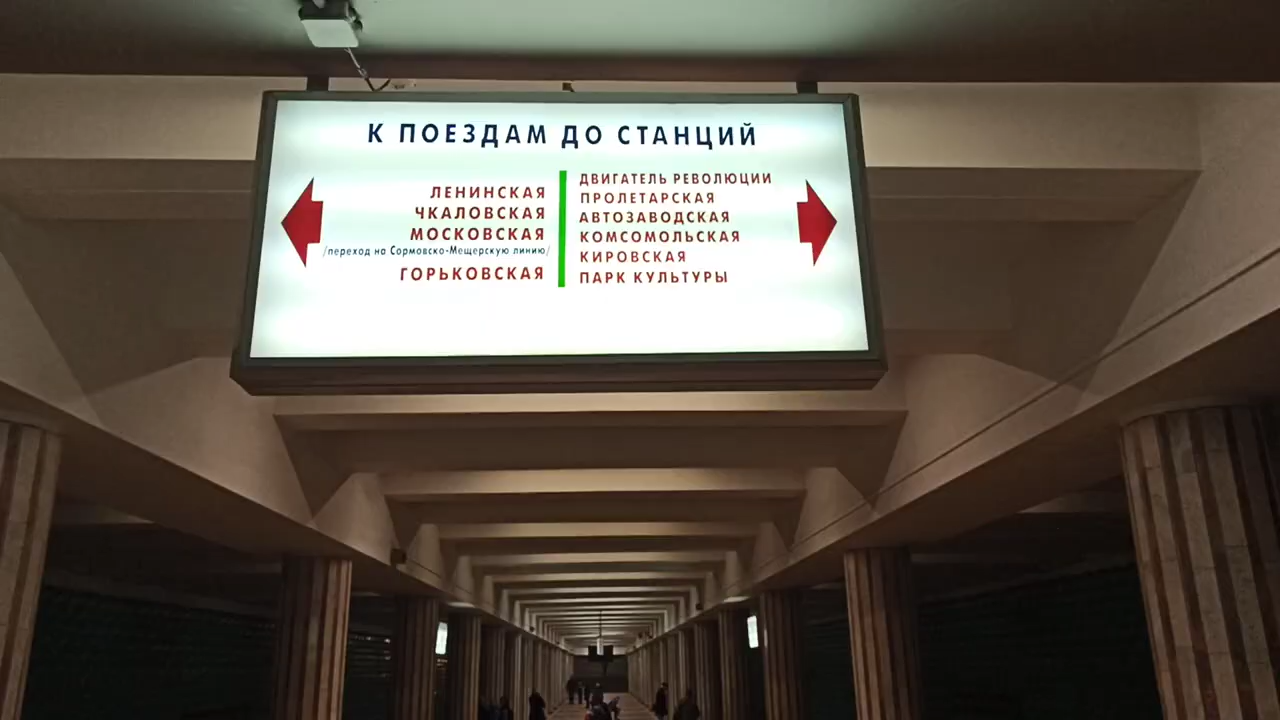 К ПОЕЗДАМ ДО СТАНЦИЙ
ЛЕНИНСКАЯ
ЧКАЛОВСКАЯ
МОСКОВСКАЯ
/переход на Сормовско-Мещерскую линию/
ГОРЬКОВСКАЯ
ДВИГАТЕЛЬ РЕВОЛЮЦИИ
ПРОЛЕТАРСКАЯ
АВТОЗАВОДСКАЯ
КОМСОМОЛЬСКАЯ
КИРОВСКАЯ
ПАРК КУЛЬТУРЫ